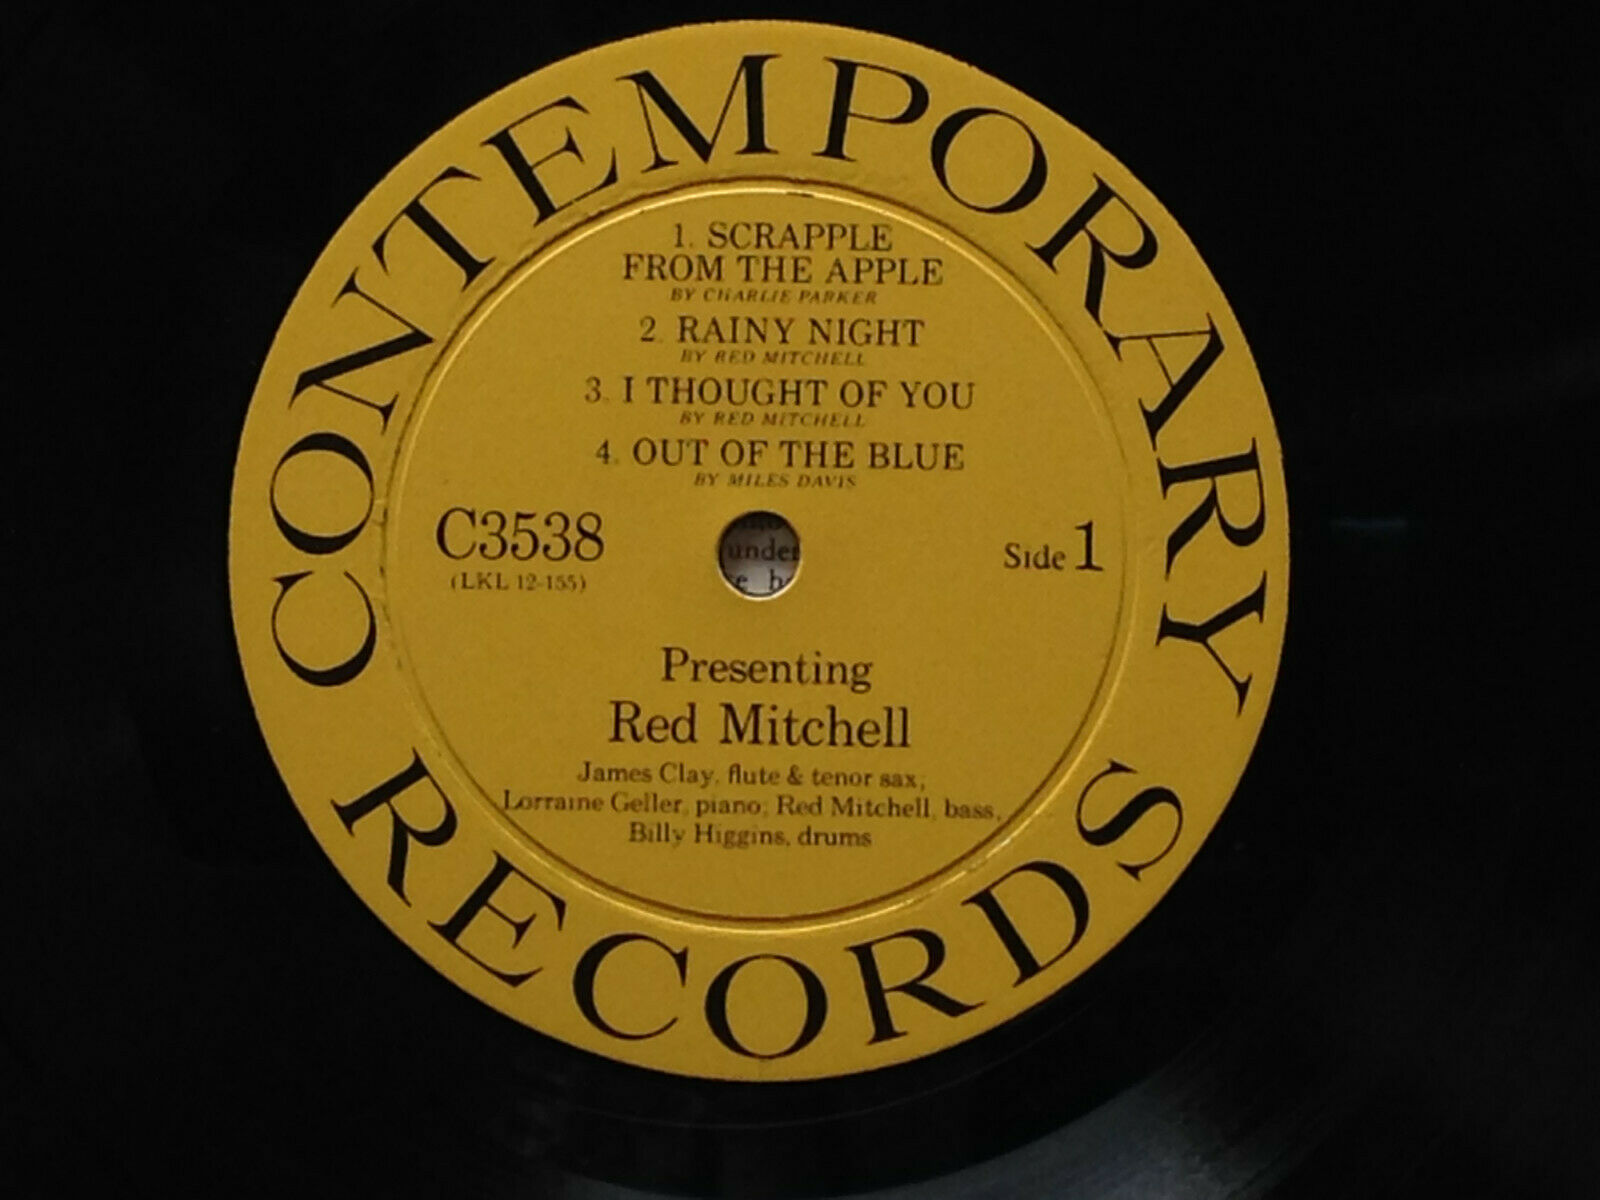 CONTEMPORARY
1. SCRAPPLE
FROM THE APPLE
BY CHARLIE PARKER
2. RAINY NIGHT
BY RED MITCHELL
3. I THOUGHT OF YOU
BY RED MITCHELL
4. OUT OF THE BLUE
BY MILES DAVIS
C3538
(LKL 12-155)
under
Side 1
Presenting
Red Mitchell
James Clay, flute & tenor sax;
Lorraine Geller, piano; Red Mitchell, bass,
Billy Higgins, drums
RECORDS